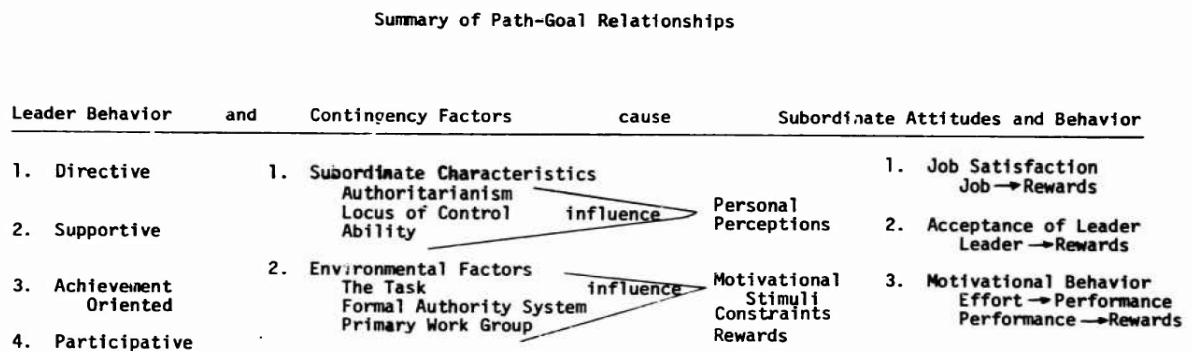 Summary of Path-Goal Relationships
Leader Behavior and Contingency Factors cause Subordinate Attitudes and Behavior
1. Directive
2. Supportive
3. Achievement
Oriented
4. Participative
1. Subordinate Characteristics
Authoritarianism
Locus of Control
Ability
influence
Personal
Perceptions
2. Environmental Factors
The Task
Formal Authority System
Primary Work Group
influence
Motivational
Stimuli
Constraints
Rewards
1. Job Satisfaction
Job → Rewards
2. Acceptance of Leader
Leader → Rewards
3. Motivational Behavior
Effort → Performance
Performance → Rewards